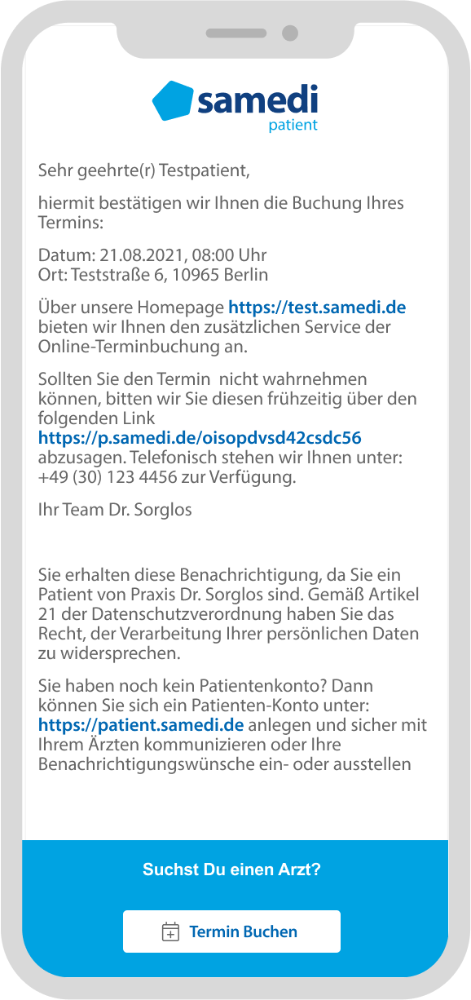 samedi
patient
Sehr geehrte(r) Testpatient,
hiermit bestätigen wir Ihnen die Buchung Ihres
Termins:
Datum: 21.08.2021, 08:00 Uhr
Ort: Teststraße 6, 10965 Berlin
Über unsere Homepage https://test.samedi.de
bieten wir Ihnen den zusätzlichen Service der
Online-Terminbuchung an.
Sollten Sie den Termin  nicht wahrnehmen
können, bitten wir Sie diesen frühzeitig über den
folgenden Link
https://p.samedi.de/oisopdvsd42csdc56
abzusagen. Telefonisch stehen wir Ihnen unter:
+49 (30) 123 4456 zur Verfügung.
Ihr Team Dr. Sorglos
Sie erhalten diese Benachrichtigung, da Sie ein
Patient von Praxis Dr. Sorglos sind. Gemäß Artikel
21 der Datenschutzverordnung haben Sie das
Recht, der Verarbeitung Ihrer persönlichen Daten
zu widersprechen.
Sie haben noch kein Patientenkonto? Dann
können Sie sich ein Patienten-Konto unter:
https://patient.samedi.de anlegen und sicher mit
Ihrem Ärzten kommunizieren oder Ihre
Benachrichtigungswünsche ein- oder ausstellen
Suchst Du einen Arzt?
Termin Buchen